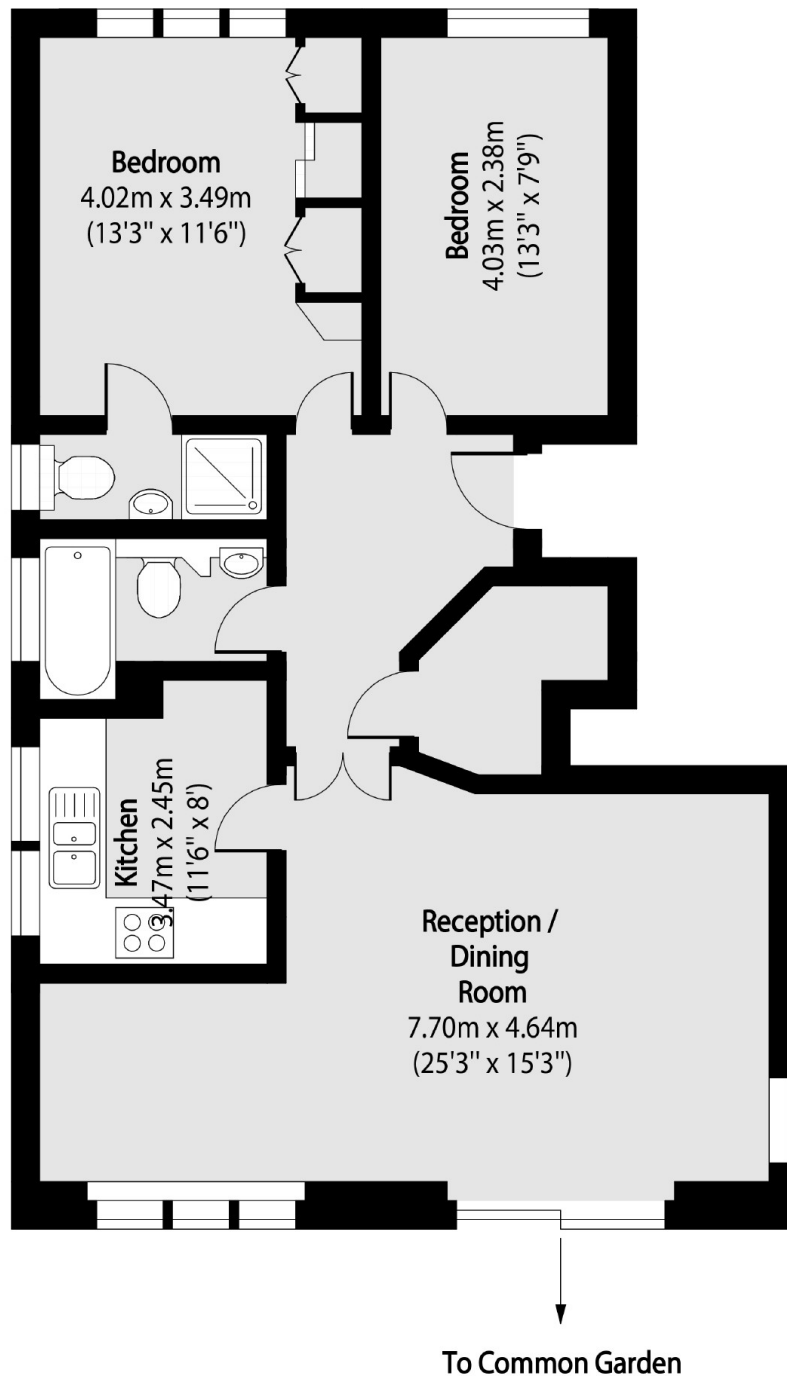 Bedroom
4.02m x 3.49m
(13'3" x 11'6")
Bedroom
4.03m x 2.38m
(13'3" x 7'9")
Kitchen
3.47m x 2.45m
(11'6" x 8')
Reception /
Dining
Room
7.70m x 4.64m
(25'3" x 15'3")
To Common Garden